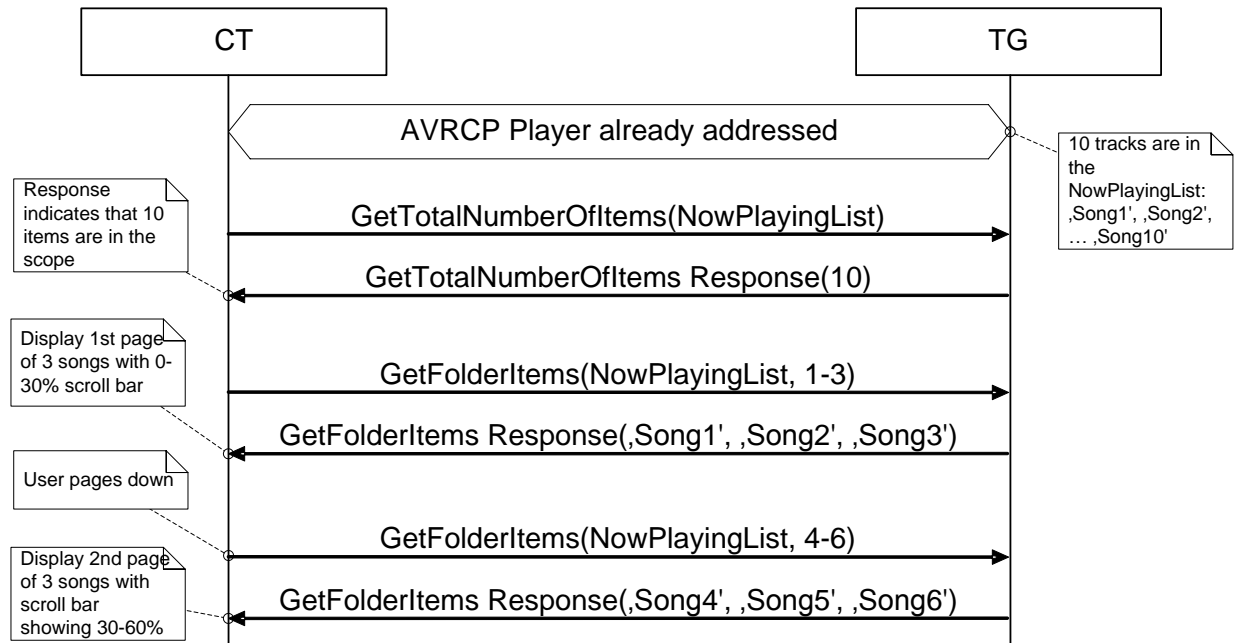 CT
TG
AVRCP Player already addressed
10 tracks are in
the
NowPlayingList:
‚Song1', ‚Song2',
… ‚Song10'
Response
indicates that 10
items are in the
scope
GetTotalNumberOfItems(NowPlayingList)
GetTotalNumberOfItems Response(10)
Display 1st page
of 3 songs with 0-
30% scroll bar
GetFolderItems(NowPlayingList, 1-3)
GetFolderItems Response(‚Song1', ‚Song2', ‚Song3')
User pages down
GetFolderItems(NowPlayingList, 4-6)
Display 2nd page
of 3 songs with
scroll bar
showing 30-60%
GetFolderItems Response(‚Song4', ‚Song5', ‚Song6')